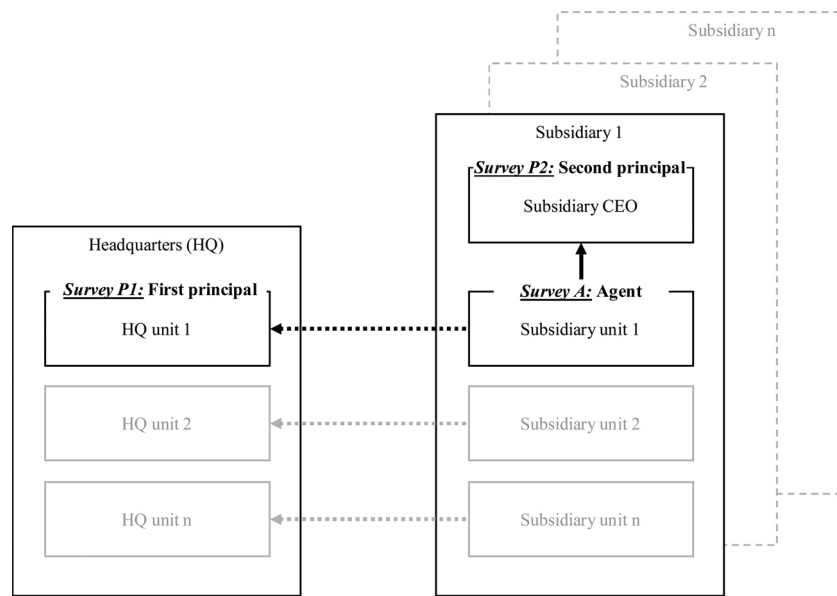 Subsidiary n
Subsidiary 2
Subsidiary 1
Survey P2: Second principal
Subsidiary CEO
Headquarters (HQ)
Survey P1: First principal
HQ unit 1
Survey A: Agent
Subsidiary unit 1
HQ unit 2
Subsidiary unit 2
HQ unit n
Subsidiary unit n